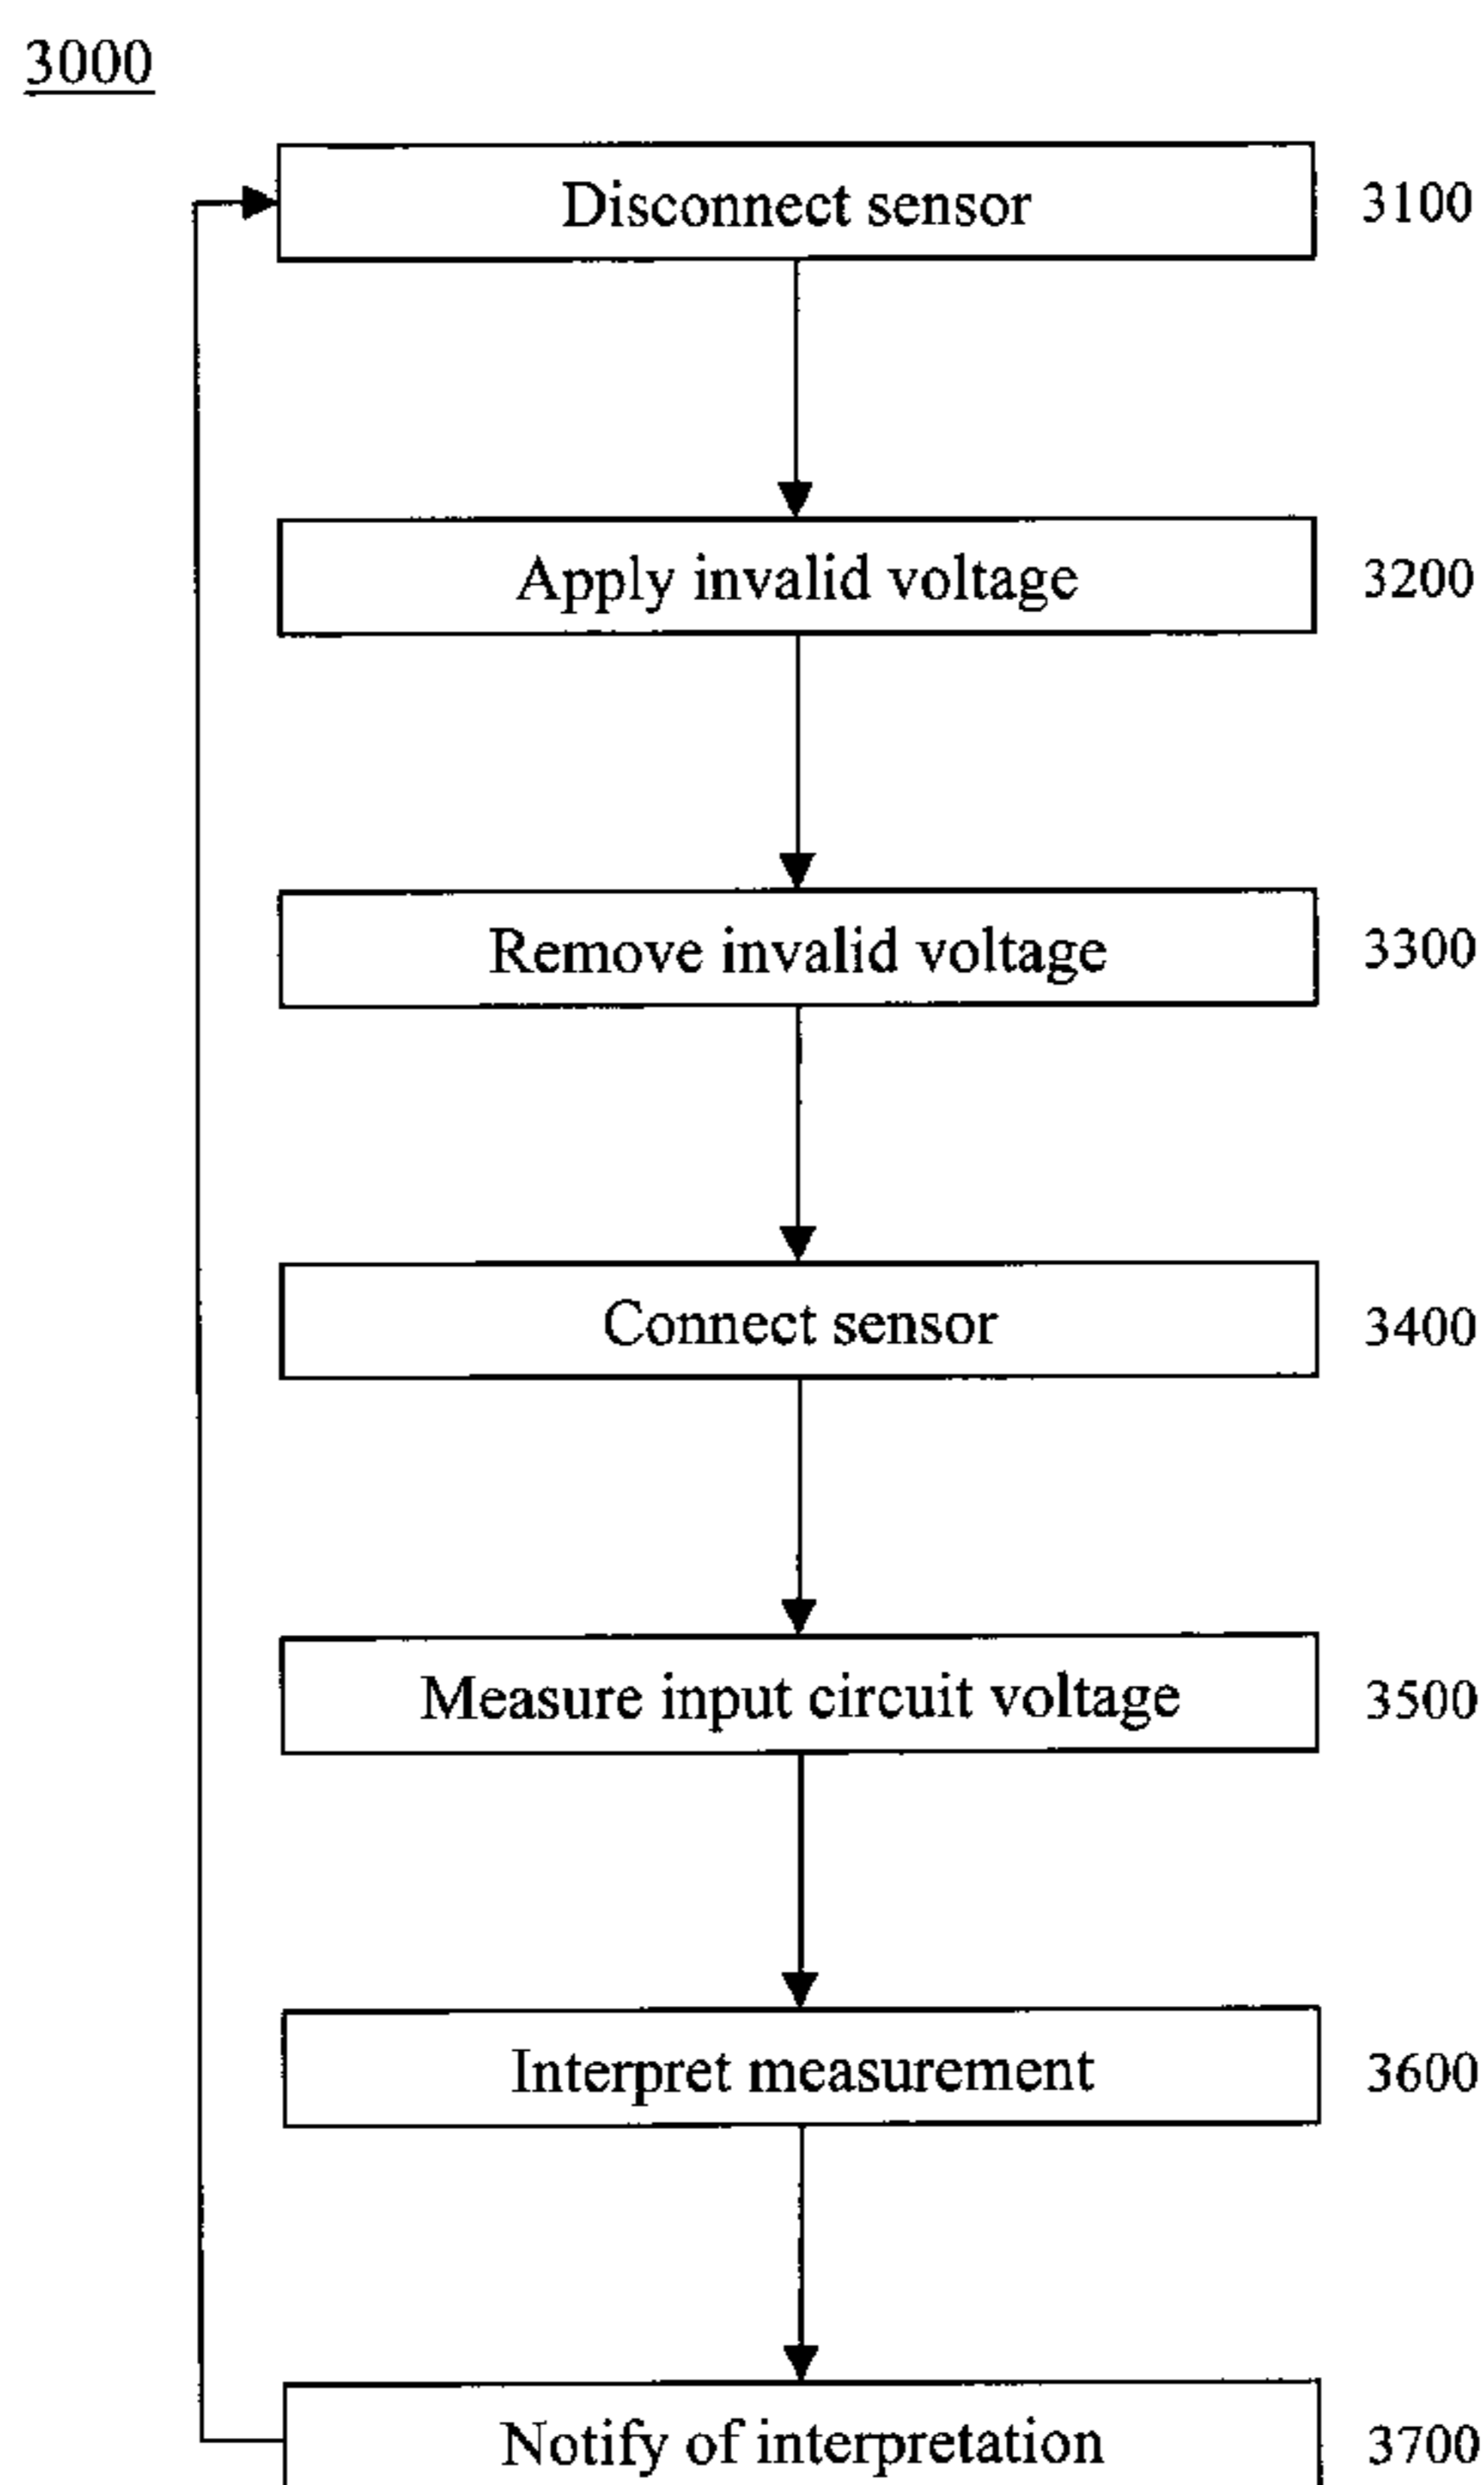 3000
Disconnect sensor 3100
Apply invalid voltage 3200
Remove invalid voltage 3300
Connect sensor 3400
Measure input circuit voltage 3500
Interpret measurement 3600
Notify of interpretation 3700